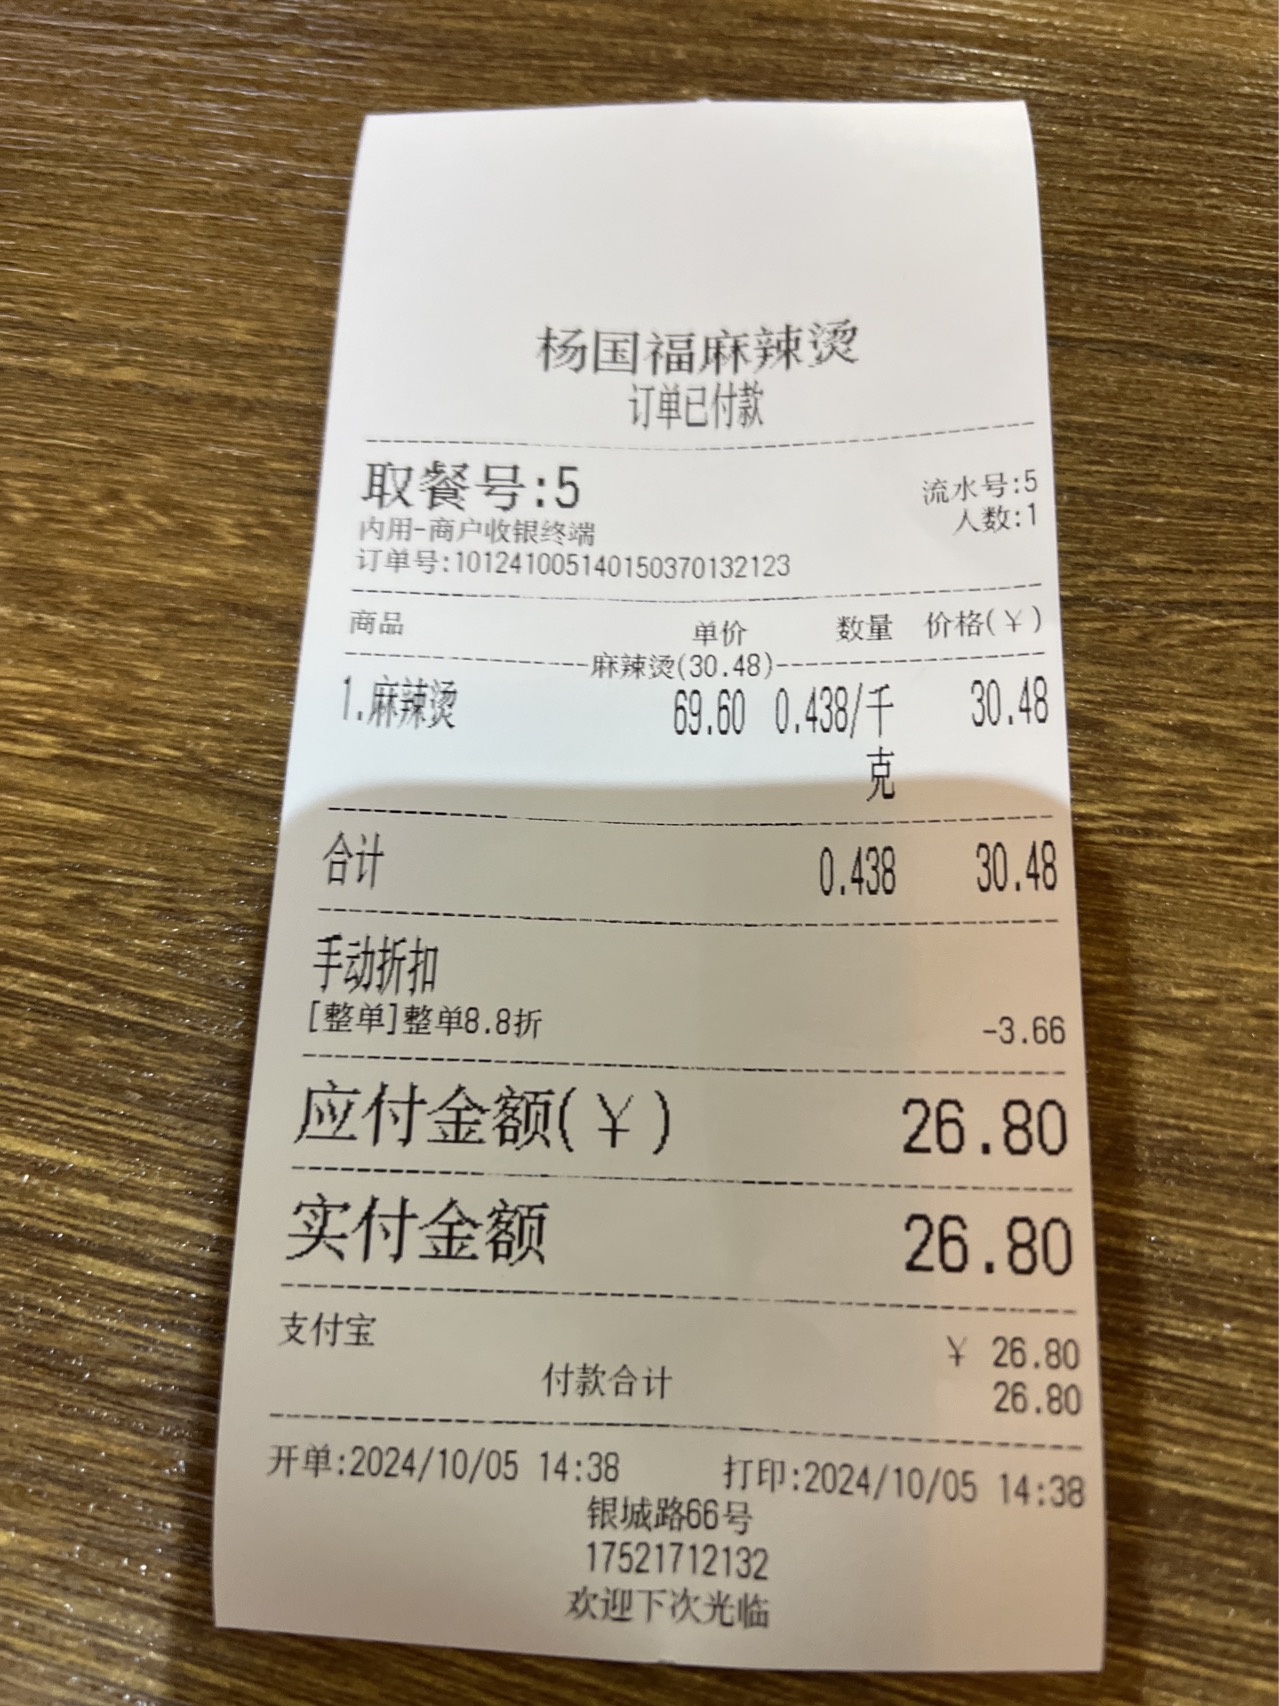 杨国福麻辣烫
订单已付款
取餐号:5
流水号:5
内用-商户收银终端
人数:1
订单号:101241005140150370132123
商品 单价 数量 价格(¥)
麻辣烫(30.48)
1.麻辣烫 69.60 0.438/千 30.48
克
合计 0.438 30.48
手动折扣
[整单]整单8.8折 -3.66
应付金额(¥) 26.80
实付金额 26.80
支付宝 ¥ 26.80
付款合计 26.80
开单:2024/10/05 14:38 打印:2024/10/05 14:38
银城路66号
17521712132
欢迎下次光临